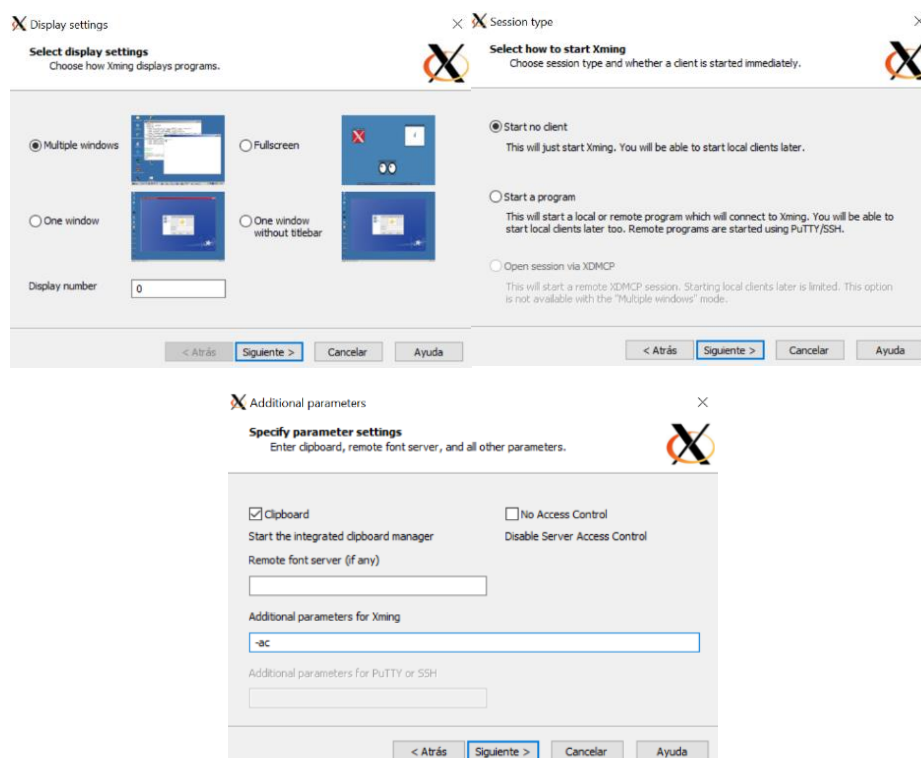 Display settings
Select display settings
Choose how Xming displays programs.
Multiple windows
Fullscreen
One window
One window
without titlebar
Display number
0
< Atrás
Siguiente >
Cancelar
Ayuda
Session type
Select how to start Xming
Choose session type and whether a client is started immediately.
Start no client
This will just start Xming. You will be able to start local clients later.
Start a program
This will start a local or remote program which will connect to Xming. You will be able to
start local clients later too. Remote programs are started using PuTTY/SSH.
Open session via XDMCP
This will start a remote XDMCP session. Starting local clients later is limited. This option
is not available with the "Multiple windows" mode.
< Atrás
Siguiente >
Cancelar
Ayuda
Additional parameters
Specify parameter settings
Enter clipboard, remote font server, and all other parameters.
Clipboard
No Access Control
Start the integrated clipboard manager
Disable Server Access Control
Remote font server (if any)
Additional parameters for Xming
-ac
Additional parameters for PuTTY or SSH
< Atrás
Siguiente >
Cancelar
Ayuda